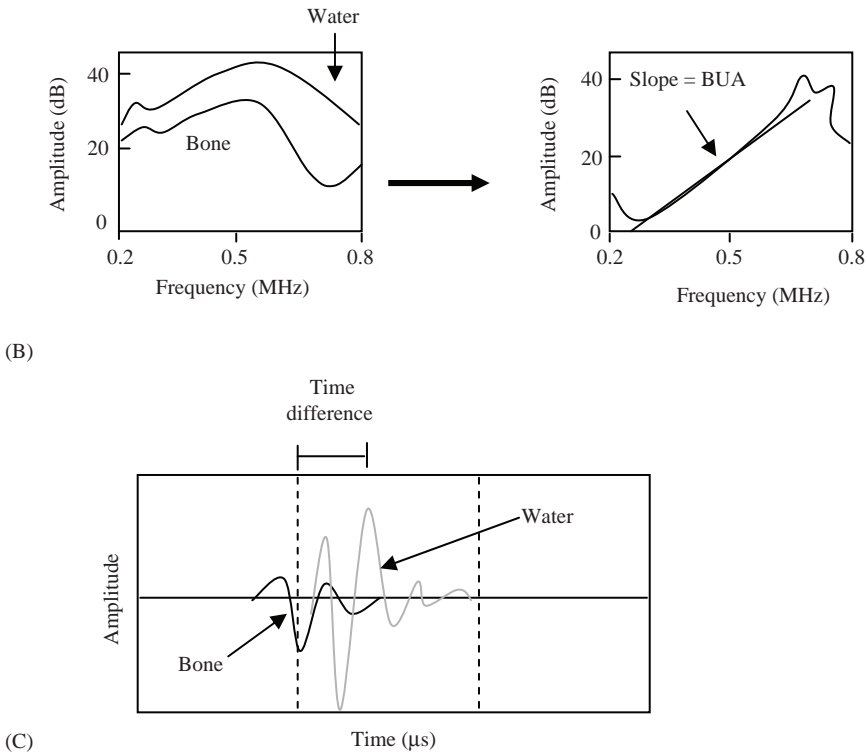 Water
40
20
0
Amplitude (dB)
Bone
0.2
0.5
0.8
Frequency (MHz)
Slope = BUA
40
20
0
Amplitude (dB)
0.2
0.5
0.8
Frequency (MHz)
(B)
Time
difference
Water
Amplitude
Bone
(C)
Time (μs)